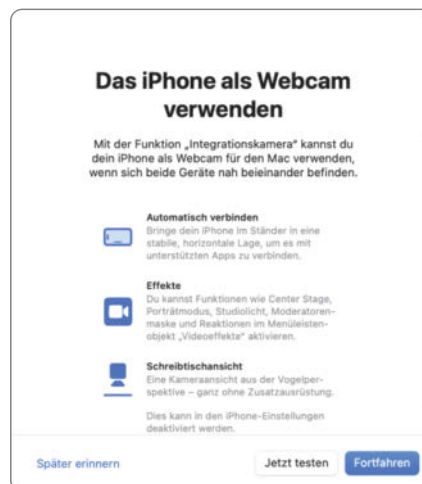 Das iPhone als Webcam
verwenden
Mit der Funktion „Integrationskamera“ kannst du
dein iPhone als Webcam für den Mac verwenden,
wenn sich beide Geräte nah beieinander befinden.
Automatisch verbinden
Bringe dein iPhone im Ständer in eine
stabile, horizontale Lage, um es mit
unterstützten Apps zu verbinden.
Effekte
Du kannst Funktionen wie Center Stage,
Porträtmodus, Studiolicht, Moderatoren-
maske und Reaktionen im Menüleisten-
objekt „Videoeffekte“ aktivieren.
Schreibtischansicht
Eine Kameraansicht aus der Vogelper-
spektive – ganz ohne Zusatzausrüstung.
Dies kann in den iPhone-Einstellungen
deaktiviert werden.
Später erinnern
Jetzt testen
Fortfahren